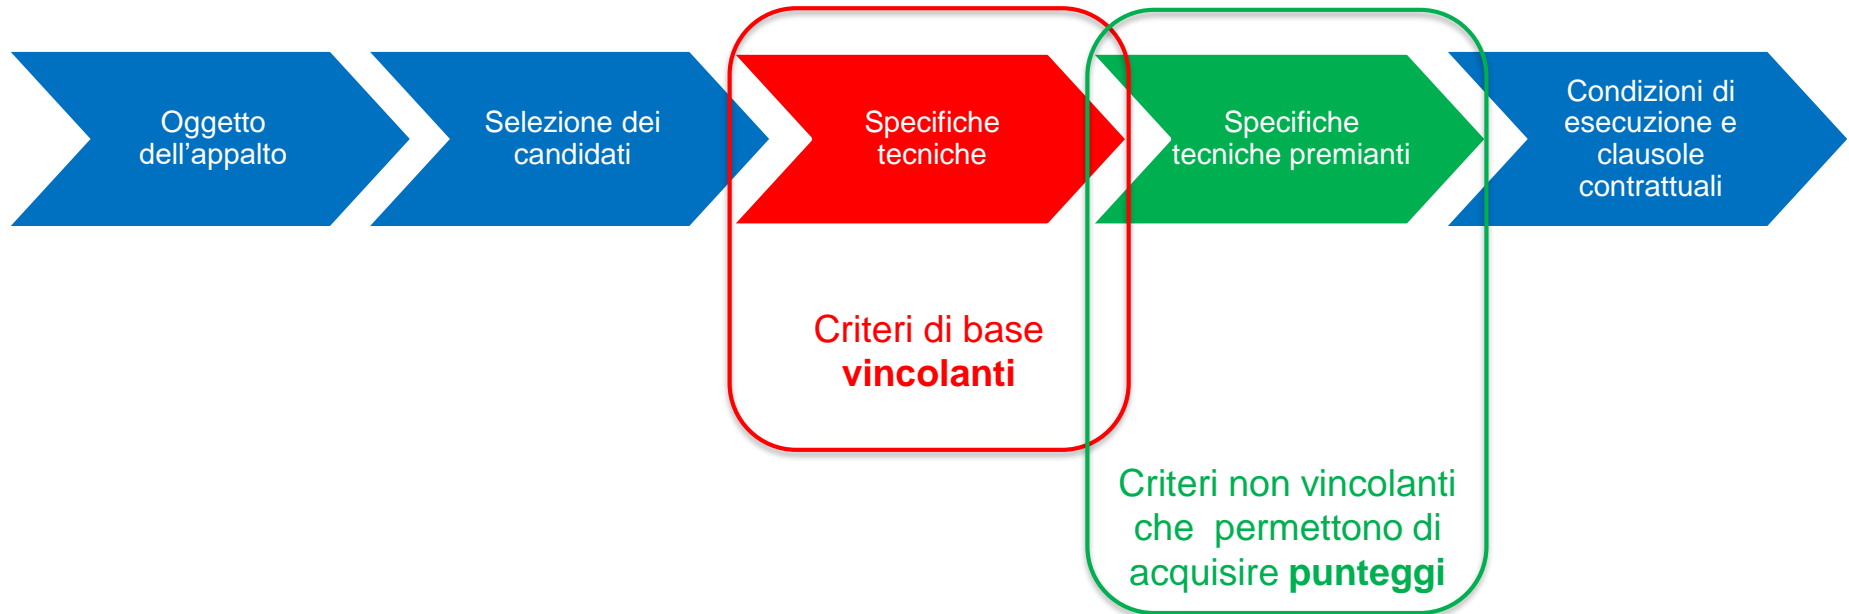 Oggetto
dell’appalto
Selezione dei
candidati
Specifiche
tecniche
Specifiche
tecniche premianti
Condizioni di
esecuzione e
clausole
contrattuali
Criteri di base
vincolanti
Criteri non vincolanti
che permettono di
acquisire punteggi